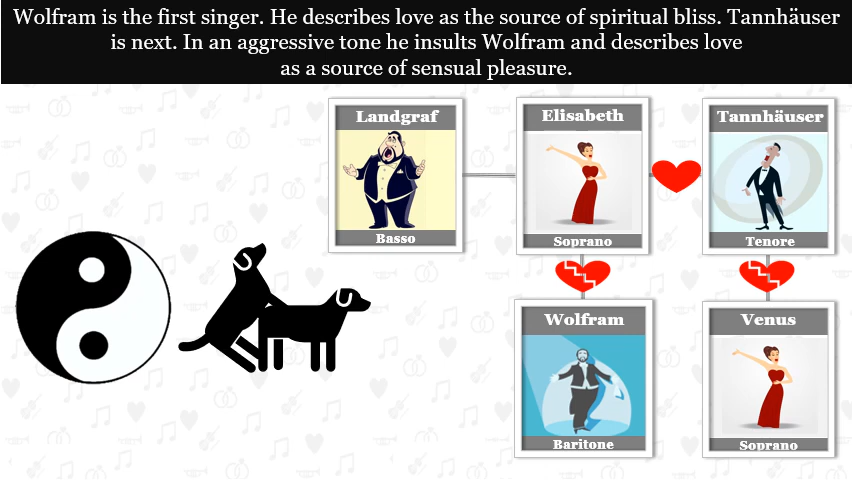 Wolfram is the first singer. He describes love as the source of spiritual bliss. Tannhäuser
is next. In an aggressive tone he insults Wolfram and describes love
as a source of sensual pleasure.
Landgraf
Basso
Elisabeth
Soprano
Tannhäuser
Tenore
Wolfram
Baritone
Venus
Soprano